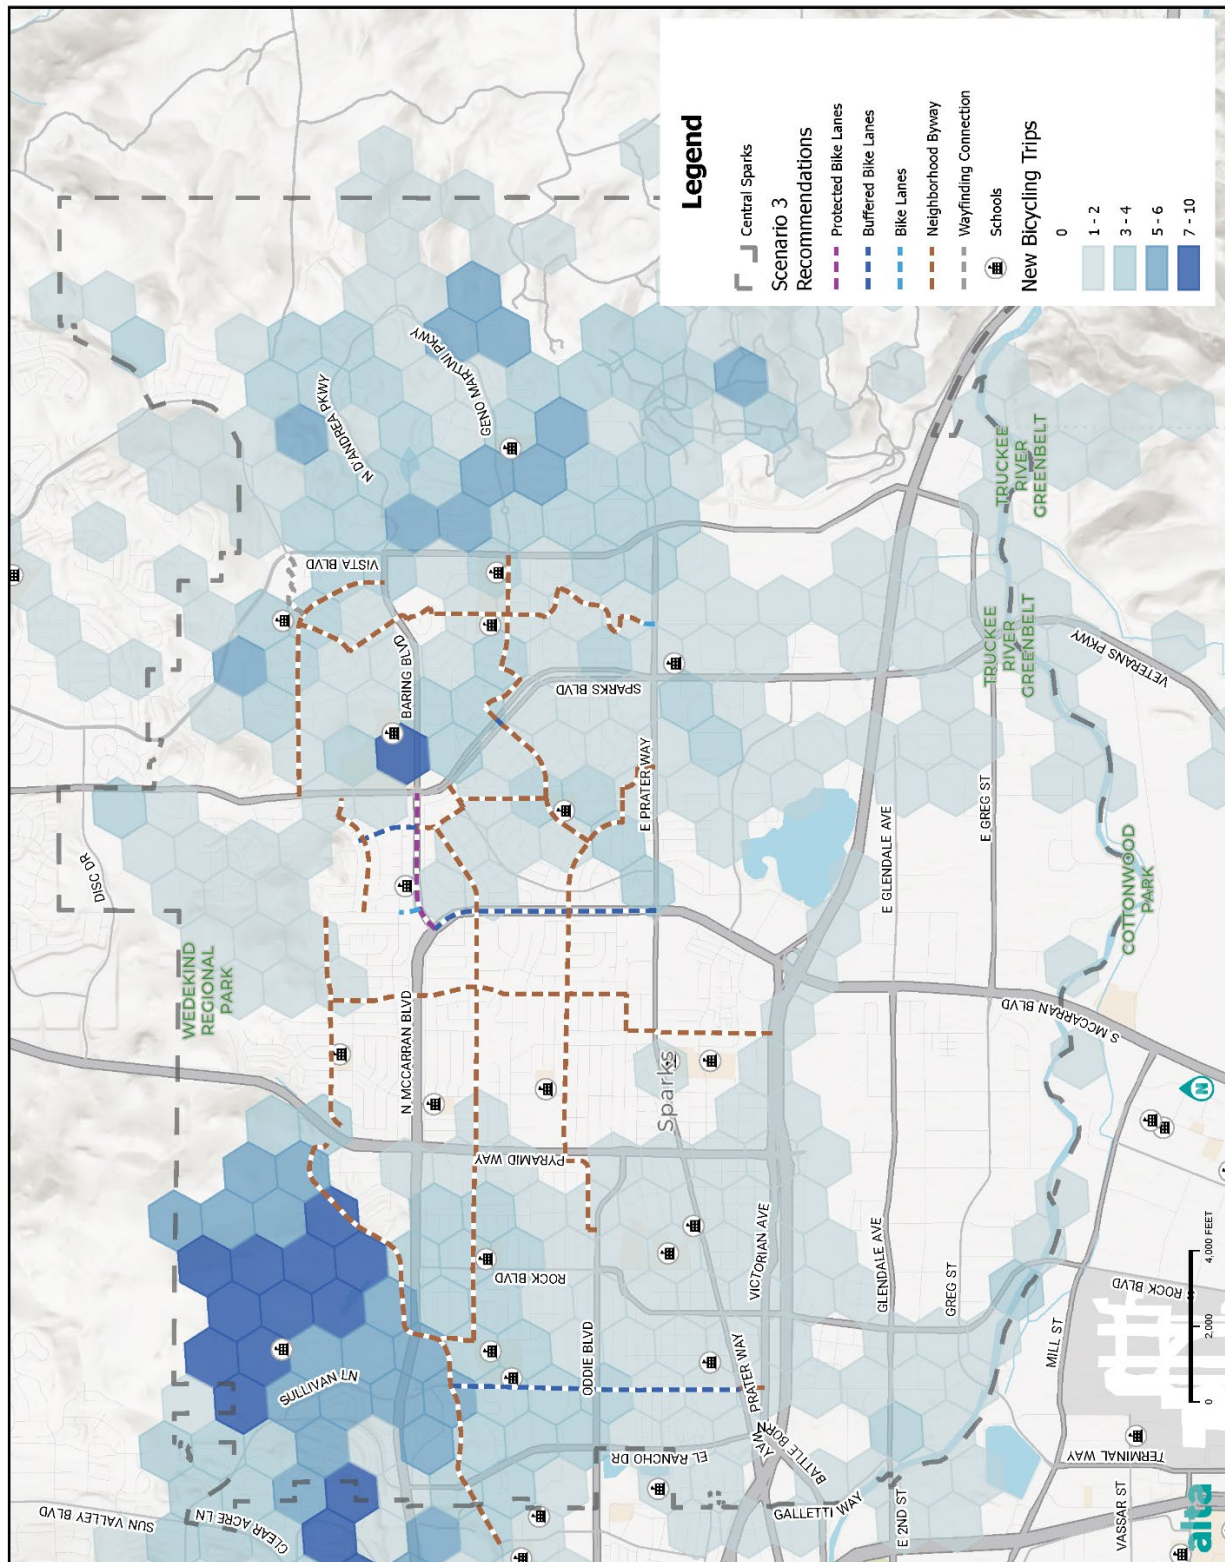 Legend
Central Sparks
Scenario 3
Recommendations
Protected Bike Lanes
Buffered Bike Lanes
Bike Lanes
Neighborhood Byway
Wayfinding Connection
Schools
New Bicycling Trips
0
1 - 2
3 - 4
5 - 6
7 - 10
SUN VALLEY BLVD
CLEAR ACRE LN
SULLIVAN LN
WEDEKIND
REGIONAL
PARK
DISC DR
N D'ANDREA PKWY
GENO MARTINI PKWY
VISTA BLVD
BARING BLVD
N MCCARRAN BLVD
SPARKS BLVD
PYRAMID WAY
ROCK BLVD
ODDIE BLVD
EL RANCHO DR
E PRATER WAY
Sparks
PRATER WAY
VICTORIAN AVE
BATTLE BORN
WAY
GALLETTI WAY
E 2ND ST
GLENDALE AVE
E GLENDALE AVE
GREG ST
E GREG ST
TRUCKEE
RIVER
GREENBELT
TRUCKEE
RIVER
GREENBELT
VETERANS PKWY
COTTONWOOD
PARK
S MCCARRAN BLVD
MILL ST
ROCK BLVD
TERMINAL WAY
VASSAR ST
0
2,000
4,000 FEET
N
alta